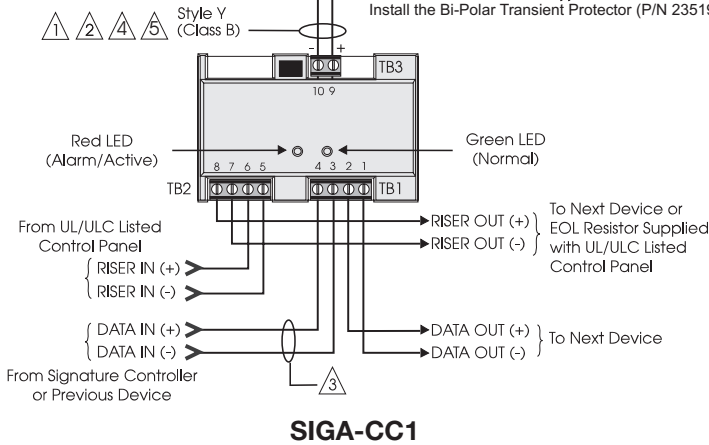 Install the Bi-Polar Transient Protector (P/N 23519
Style Y
(Class B)
1 2 4 5
- +
TB3
10 9
Red LED
(Alarm/Active)
Green LED
(Normal)
8 7 6 5 4 3 2 1
TB2
TB1
From UL/ULC Listed
Control Panel
RISER IN (+)
RISER IN (-)
RISER OUT (+)
RISER OUT (-)
To Next Device or
EOL Resistor Supplied
with UL/ULC Listed
Control Panel
DATA IN (+)
DATA IN (-)
DATA OUT (+)
DATA OUT (-)
To Next Device
From Signature Controller
or Previous Device
3
SIGA-CC1